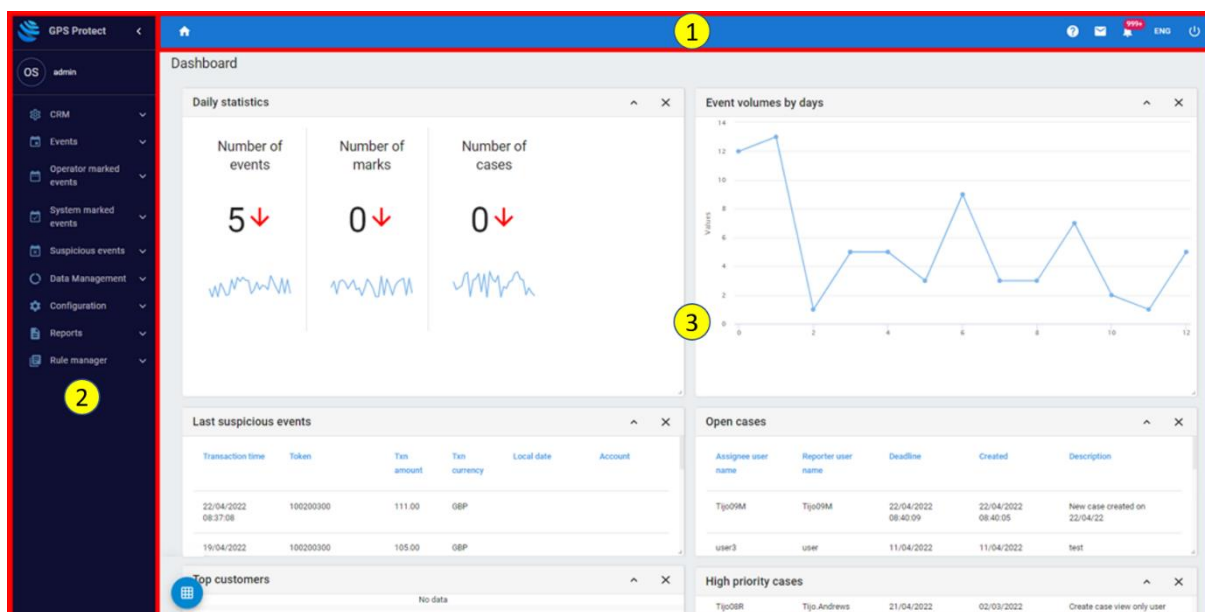 GPS Protect
1
999+
ENG
OS
admin
Dashboard
CRM
Events
Operator marked
events
System marked
events
Suspicious events
Data Management
Configuration
Reports
Rule manager
2
Daily statistics
Number of
events
Number of
marks
Number of
cases
5
0
0
Event volumes by days
14
12
10
8
6
4
2
0
Values
0
2
4
6
8
10
12
3
Last suspicious events
Transaction time
Token
Txn
amount
Txn
currency
Local date
Account
22/04/2022
08:37:08
100200300
111.00
GBP
19/04/2022
100200300
105.00
GBP
Open cases
Assignee user
name
Reporter user
name
Deadline
Created
Description
Tijo09M
Tijo09M
22/04/2022
08:40:09
22/04/2022
08:40:05
New case created on
22/04/22
user3
user
11/04/2022
11/04/2022
test
Top customers
No data
High priority cases
Tijo08R
Tijo.Andrews
21/04/2022
02/03/2022
Create case view only user